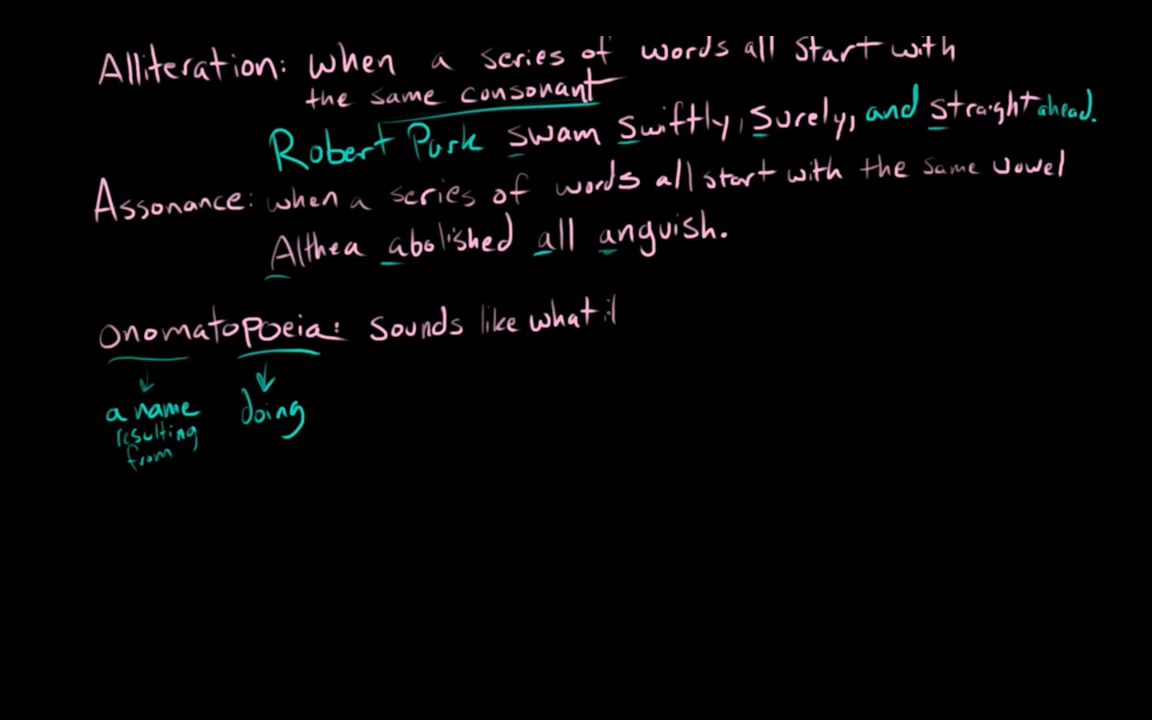 Alliteration: when a series of words all start with
the same consonant
Robert Park swam swiftly, surely, and straight ahead.
Assonance: when a series of words all start with the same vowel
Althea abolished all anguish.
onomatopoeia: sounds like what i
a name doing
resulting
from